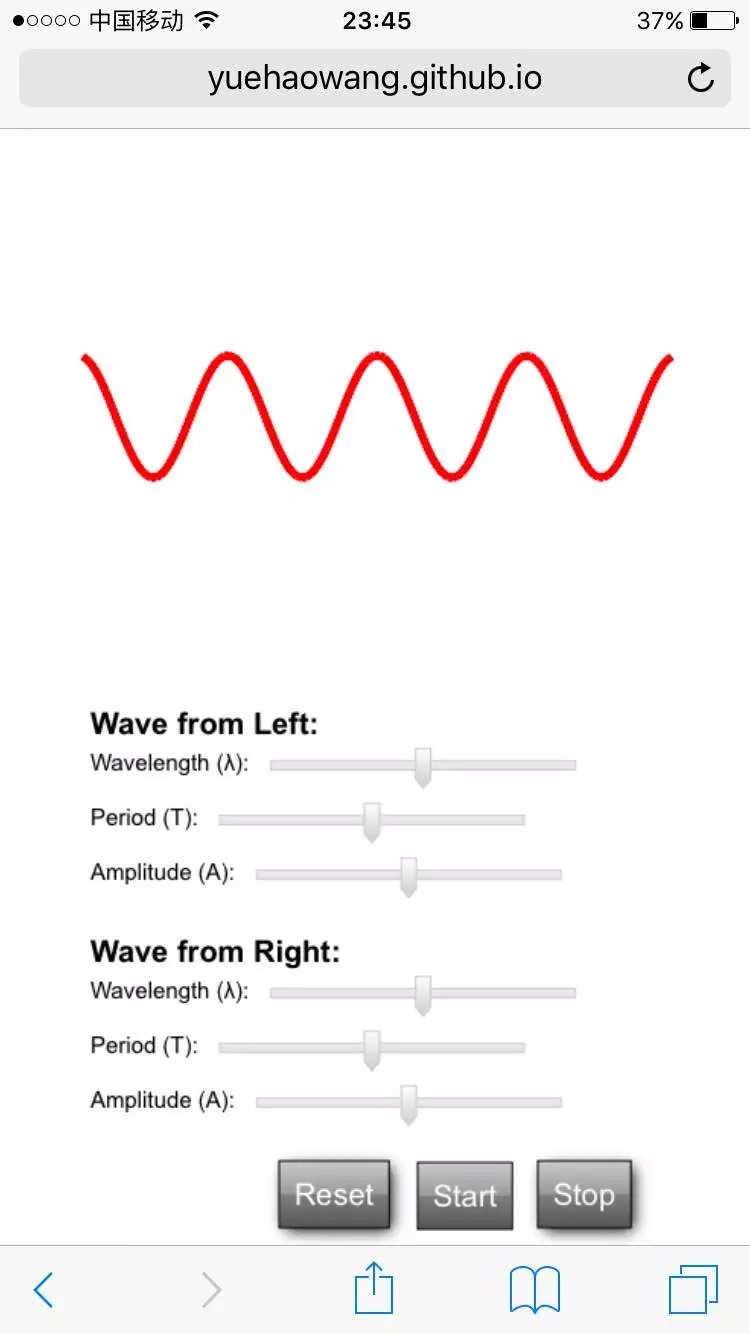 中国移动 23:45 37%
yuehaowang.github.io
Wave from Left:
Wavelength (λ):
Period (T):
Amplitude (A):
Wave from Right:
Wavelength (λ):
Period (T):
Amplitude (A):
Reset Start Stop